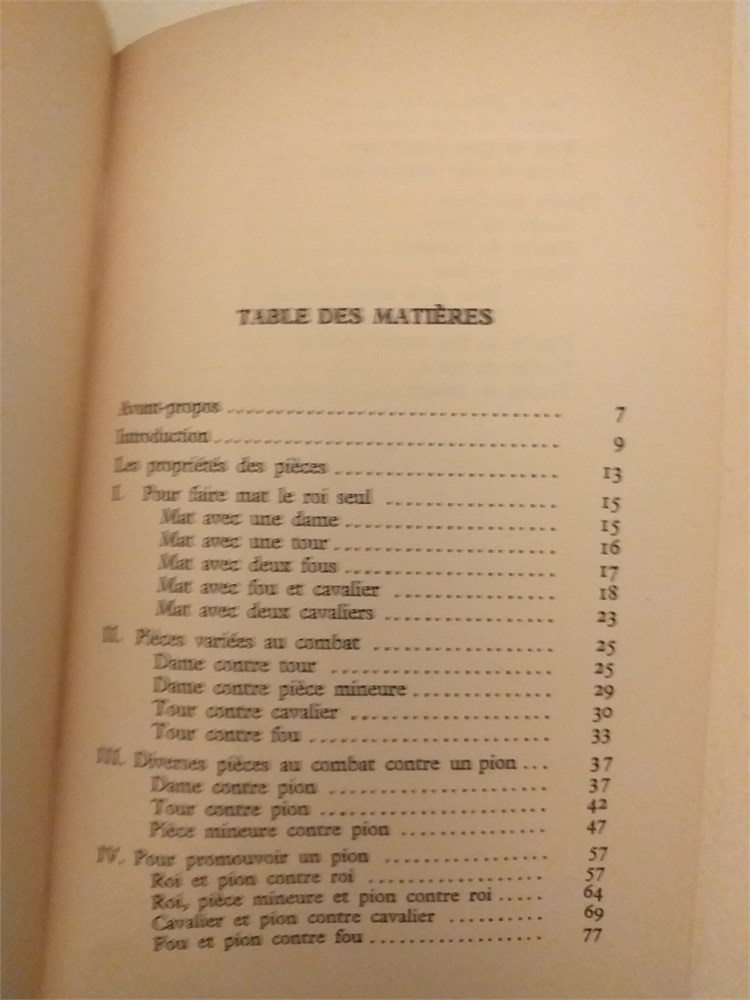 TABLE DES MATIÈRES
Avant-propos .............................. 7
Introduction .............................. 9
Les propriétés des pièces .................... 13
I. Pour faire mat le roi seul .................. 15
Mat avec une dame .................... 15
Mat avec une tour .................... 16
Mat avec deux fous .................... 17
Mat avec fou et cavalier .................. 18
Mat avec deux cavaliers .................. 23
II. Pièces variées au combat .................. 25
Dame contre tour .................... 25
Dame contre pièce mineure .............. 29
Tour contre cavalier .................... 30
Tour contre fou ........................ 33
III. Diverses pièces au combat contre un pion ... 37
Dame contre pion .................... 37
Tour contre pion .................... 42
Pièce mineure contre pion .............. 47
IV. Pour promouvoir un pion ................ 57
Roi et pion contre roi .................. 57
Roi, pièce mineure et pion contre roi ..... 64
Cavalier et pion contre cavalier .......... 69
Fou et pion contre fou .................. 77